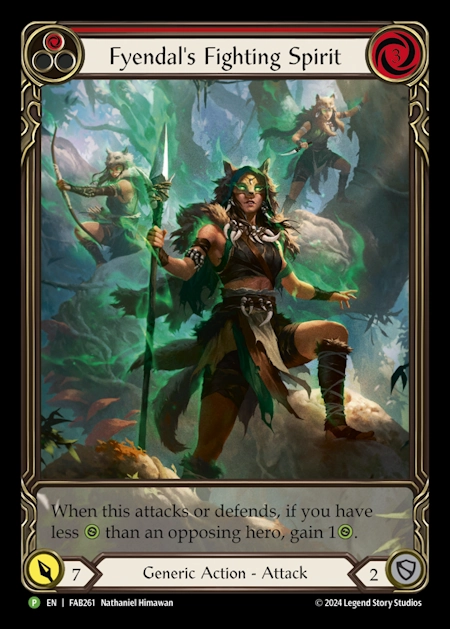 Fyendal's Fighting Spirit
3
When this attacks or defends, if you have
less than an opposing hero, gain 1.
7
Generic Action - Attack
2
P EN | FAB261 Nathaniel Himawan
© 2024 Legend Story Studios